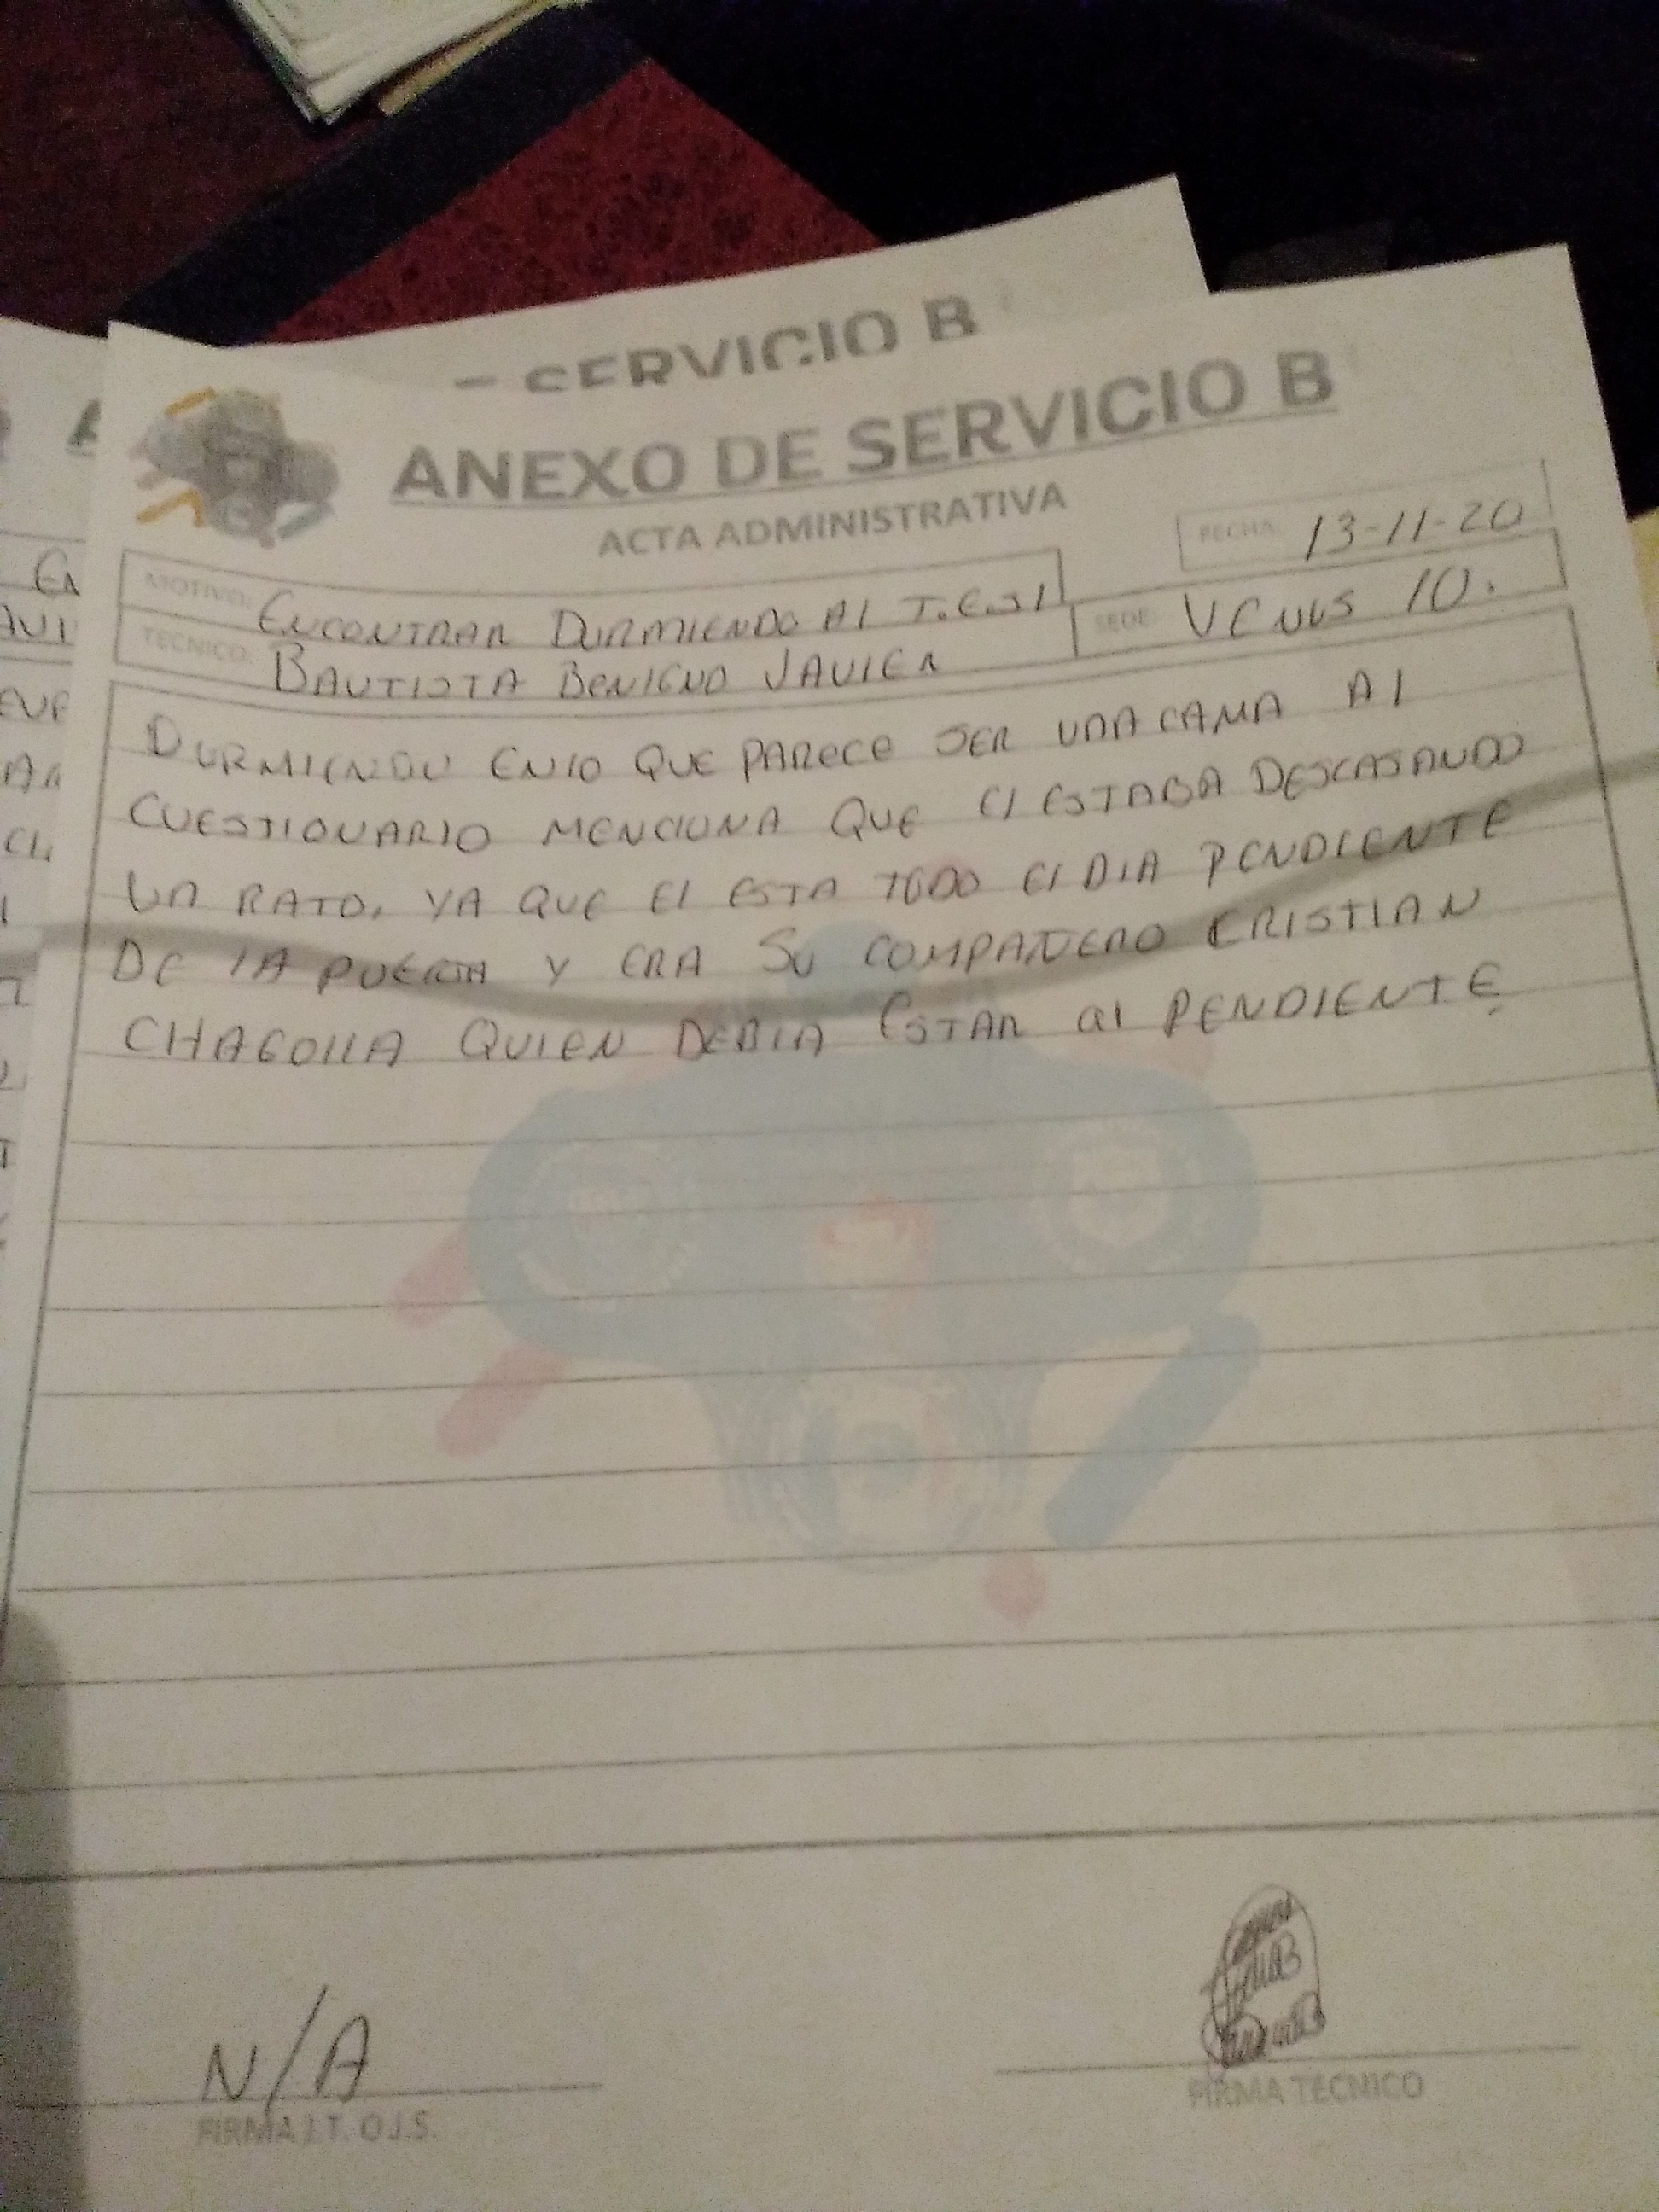 SERVICIO B
ANEXO DE SERVICIO B
ACTA ADMINISTRATIVA
FECHA: 13-11-20
MOTIVO: ENCONTRAR DURMIENDO Al T.E.S.I
SEDE: VENUS 10.
TECNICO: BAUTISTA BENIGNO JAVIER
DURMIENDO EN lO QUE PARECE SER UNA CAMA Al
CUESTIONARIO MENCIONA QUE El ESTABA DESCASANDO
UN RATO, YA QUE El ESTA TODO El DIA PENDIENTE
DE lA PUERTA Y ERA SU COMPAÑERO CRISTIAN
CHAGOllA QUIEN DEBIA ESTAR al PENDIENTE.
N/A
FIRMA J.T. O.J.S.
FIRMA TECNICO